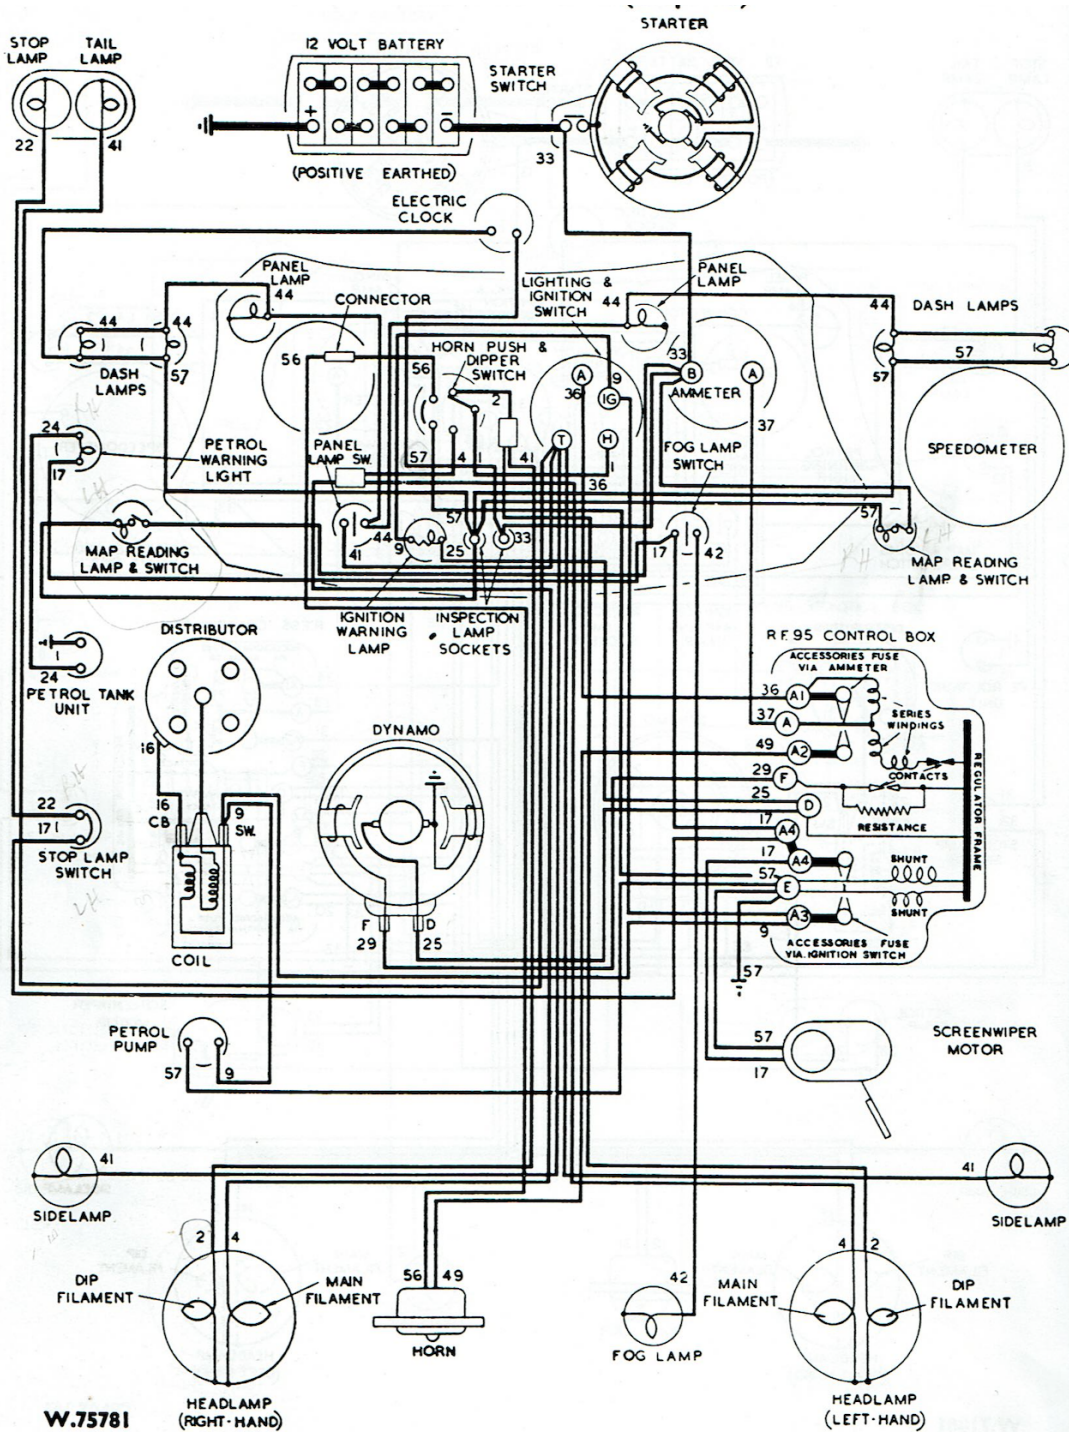 STARTER
STOP LAMP
TAIL LAMP
12 VOLT BATTERY
STARTER SWITCH
+
-
22
41
33
(POSITIVE EARTHED)
ELECTRIC CLOCK
PANEL LAMP
44
CONNECTOR
LIGHTING & IGNITION SWITCH
44
PANEL LAMP
44
DASH LAMPS
44
44
56
HORN PUSH & DIPPER SWITCH
56
A
9
36
IG
33
B
AMMETER
A
57
57
DASH LAMPS
57
2
37
24
17
PETROL WARNING LIGHT
PANEL LAMP SW.
57
4
1
41
T
H
1
36
FOG LAMP SWITCH
SPEEDOMETER
57
57
MAP READING LAMP & SWITCH
41
44
9
25
33
17
42
MAP READING LAMP & SWITCH
IGNITION WARNING LAMP
INSPECTION LAMP SOCKETS
DISTRIBUTOR
R.F.95 CONTROL BOX
ACCESSORIES FUSE VIA AMMETER
24
PETROL TANK UNIT
36
A1
SERIES WINDINGS
37
A
16
DYNAMO
49
A2
29
F
CONTACTS
25
D
RESISTANCE
REGULATOR FRAME
22
17
STOP LAMP SWITCH
16
CB
9
SW.
17
A4
17
A4
SHUNT
57
E
SHUNT
A3
9
ACCESSORIES FUSE VIA. IGNITION SWITCH
F
D
29
25
COIL
57
PETROL PUMP
57
9
57
17
SCREENWIPER MOTOR
41
SIDELAMP
41
SIDELAMP
2
4
4
2
DIP FILAMENT
MAIN FILAMENT
56
49
42
MAIN FILAMENT
DIP FILAMENT
HORN
FOG LAMP
HEADLAMP
(RIGHT-HAND)
HEADLAMP
(LEFT-HAND)
W.75781